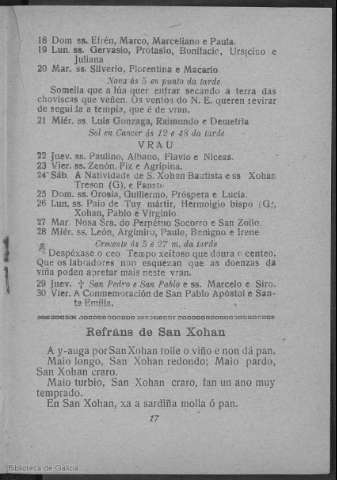 18 Dom ss. Efrén, Marco, Marceliano e Paula.
19 Lun. ss. Gervasio, Protasio, Bonifacio, Ursicino e
Juliana
20 Mar. ss. Silverio, Florentina e Macario
Nova ás 5 en punto da tarde.
Somella que a lúa quer entrar secando a terra das
choviscas que veñen. Os ventos do N. E. queren revirar
de seguida a templa, que é de vran.
21 Miér. ss. Luis Gonzaga, Raimundo e Demetria
Sol en Cancer ás 12 e 48 da tarde
VRAU
22 Juev. ss. Paulino, Albano, Flavio e Niceas.
23 Vier. ss. Zenón, Piz e Agripina.
24 Sáb. A Natividade de S. Xohan Bautista e ss Xohan
Treson (G), e Fausto
25 Dom. ss. Orosia, Guillermo, Próspera e Lucía.
26 Lun. ss. Paio de Tuy mártir, Hermoigio bispo (G),
Xohan, Pablo e Virginio.
27 Mar. Nosa Sra. do Perpétuo Socorro e San Zoilo.
28 Miér. ss. León, Argimiro, Paulo, Benigno e Irene
Crecente ás 5 e 27 m. da tarde
Despéxase o ceo Tempo xeitoso que doura o centeo.
Que os labradores non esquezan que as doenzas da
viña poden apretar mais neste vran.
29 Juev. † San Pedro e San Pablo e ss. Marcelo e Siro.
30 Vier. A Conmemoración de San Pablo Apóstol e San-
ta Emilia.
Refráns de San Xohan
A y-auga por San Xohan tolle o viño e non dá pan.
Maio longo, San Xohan redondo; Maio pardo,
San Xohan craro.
Maio turbio, San Xohan craro, fan un ano muy
temprado.
En San Xohan, xa a sardiña molla ó pan.
17
Biblioteca de Galicia